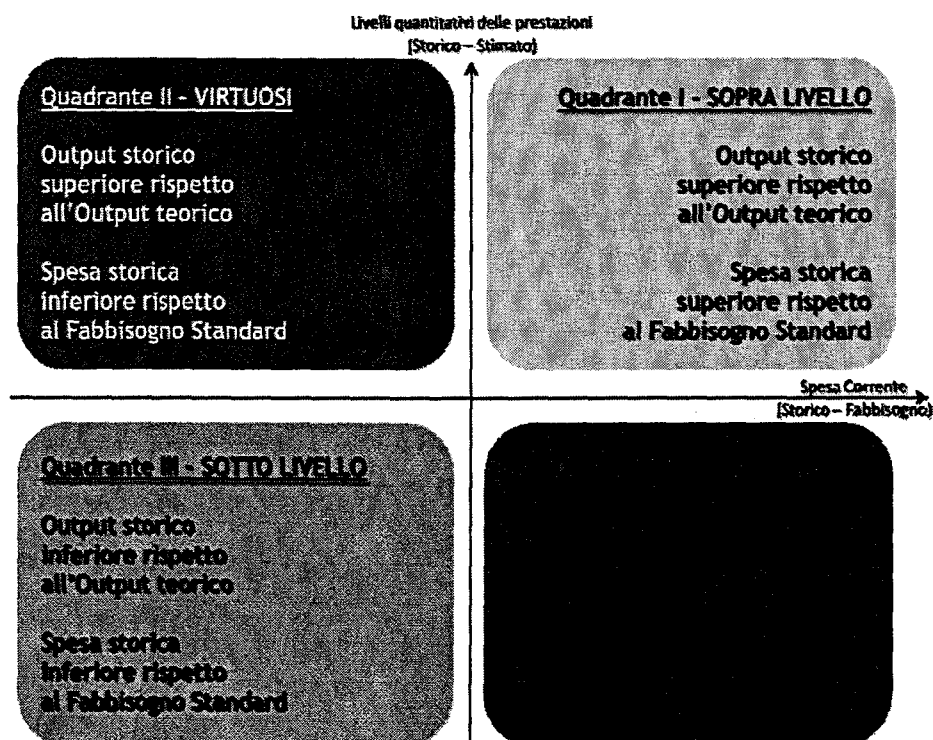 Livelli quantitativi delle prestazioni
(Storico – Stimato)
Quadrante II - VIRTUOSI
Output storico
superiore rispetto
all'Output teorico
Spesa storica
inferiore rispetto
al Fabbisogno Standard
Quadrante I - SOPRA LIVELLO
Output storico
superiore rispetto
all'Output teorico
Spesa storica
superiore rispetto
al Fabbisogno Standard
Spesa Corrente
(Storico – Fabbisogno)
Quadrante III - SOTTO LIVELLO
Output storico
inferiore rispetto
all'Output teorico
Spesa storica
inferiore rispetto
al Fabbisogno Standard